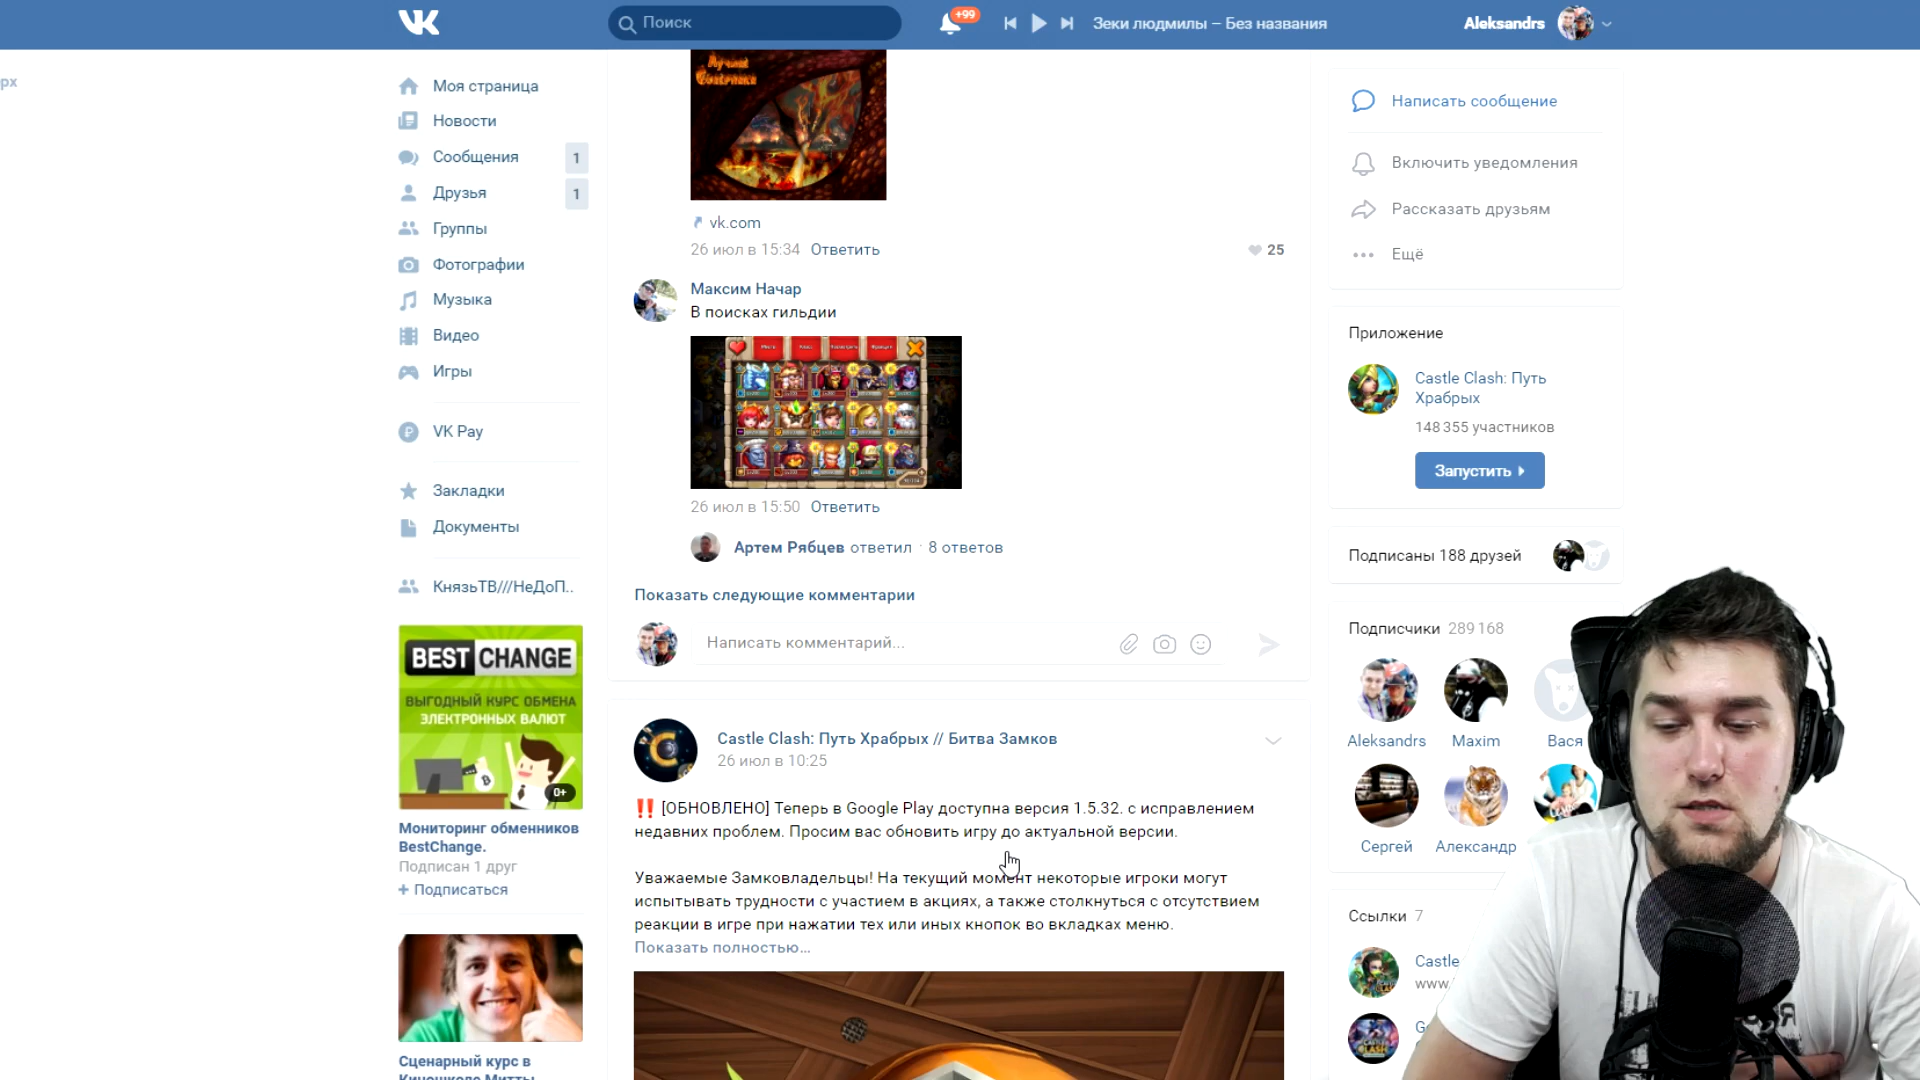 Поиск
+99
Зеки людмилы – Без названия
Aleksandrs
рх
Моя страница
Новости
Сообщения 1
Друзья 1
Группы
Фотографии
Музыка
Видео
Игры
VK Pay
Закладки
Документы
КнязьТВ///НеДоП..
BEST CHANGE
ВЫГОДНЫЙ КУРС ОБМЕНА
ЭЛЕКТРОННЫХ ВАЛЮТ
0+
Мониторинг обменников
BestChange.
Подписан 1 друг
+ Подписаться
Сценарный курс в
Киношколе Митты
vk.com
26 июл в 15:34 Ответить
25
Максим Начар
В поисках гильдии
26 июл в 15:50 Ответить
Артем Рябцев ответил · 8 ответов
Показать следующие комментарии
Написать комментарий...
Castle Clash: Путь Храбрых // Битва Замков
26 июл в 10:25
‼ [ОБНОВЛЕНО] Теперь в Google Play доступна версия 1.5.32. с исправлением
недавних проблем. Просим вас обновить игру до актуальной версии.
Уважаемые Замковладельцы! На текущий момент некоторые игроки могут
испытывать трудности с участием в акциях, а также столкнуться с отсутствием
реакции в игре при нажатии тех или иных кнопок во вкладках меню.
Показать полностью...
Написать сообщение
Включить уведомления
Рассказать друзьям
Ещё
Приложение
Castle Clash: Путь
Храбрых
148 355 участников
Запустить
Подписаны 188 друзей
Подписчики 289 168
Aleksandrs Maxim Вася
Сергей Александр
Ссылки 7
Castle
www.